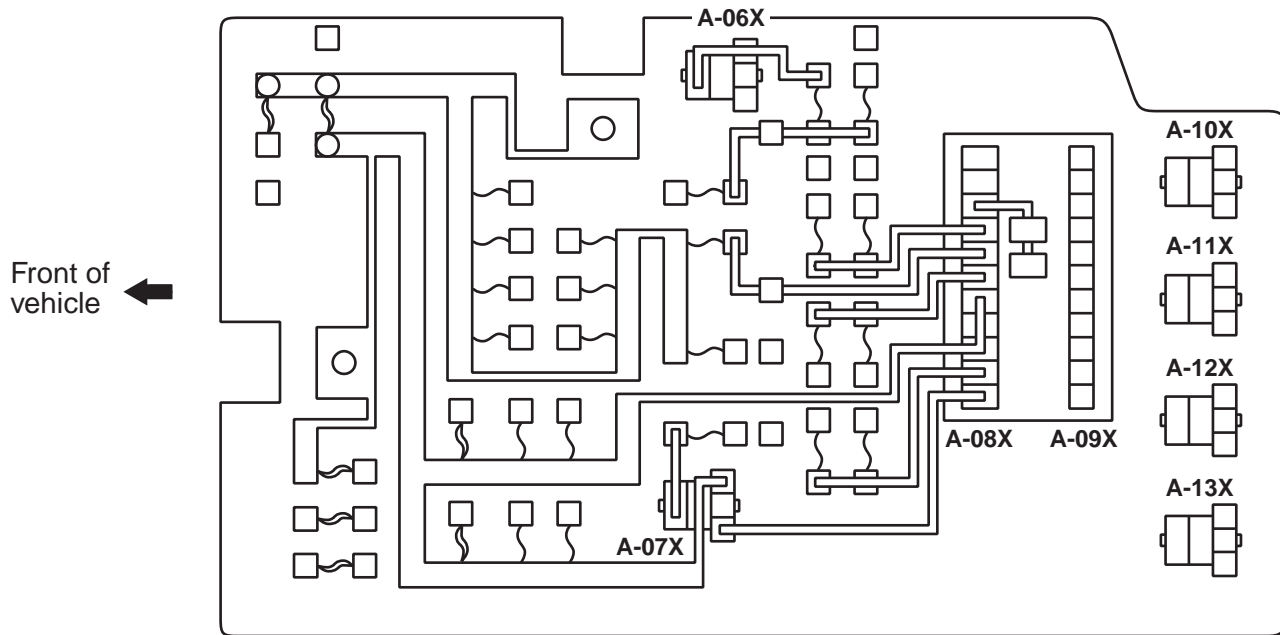 A-06X
A-10X
A-11X
Front of
vehicle
A-12X
A-08X
A-09X
A-13X
A-07X